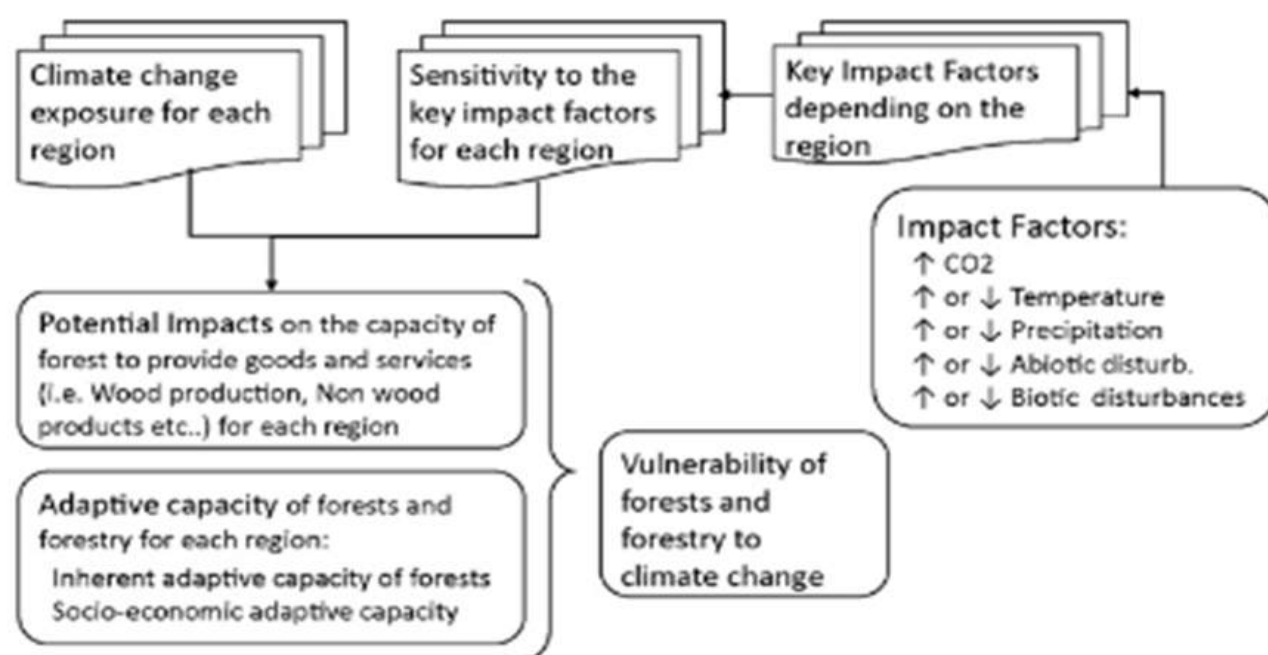 Climate change
exposure for each
region
Sensitivity to the
key impact factors
for each region
Key Impact Factors
depending on the
region
Impact Factors:
↑ CO2
↑ or ↓ Temperature
↑ or ↓ Precipitation
↑ or ↓ Abiotic disturb.
↑ or ↓ Biotic disturbances
Potential Impacts on the capacity of
forest to provide goods and services
(i.e. Wood production, Non wood
products etc..) for each region
Adaptive capacity of forests and
forestry for each region:
Inherent adaptive capacity of forests
Socio-economic adaptive capacity
Vulnerability of
forests and
forestry to
climate change